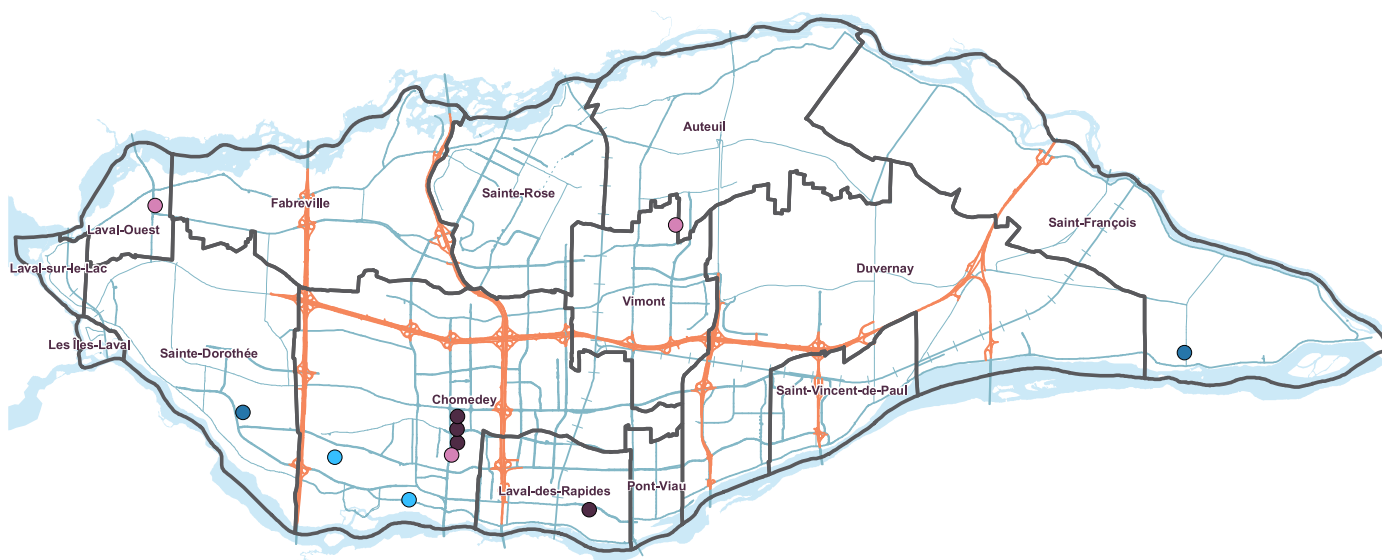 Auteuil
Sainte-Rose
Fabreville
Saint-François
Laval-Ouest
Laval-sur-le-Lac
Duvernay
Vimont
Les Îles-Laval
Sainte-Dorothée
Saint-Vincent-de-Paul
Chomedey
Pont-Viau
Laval-des-Rapides